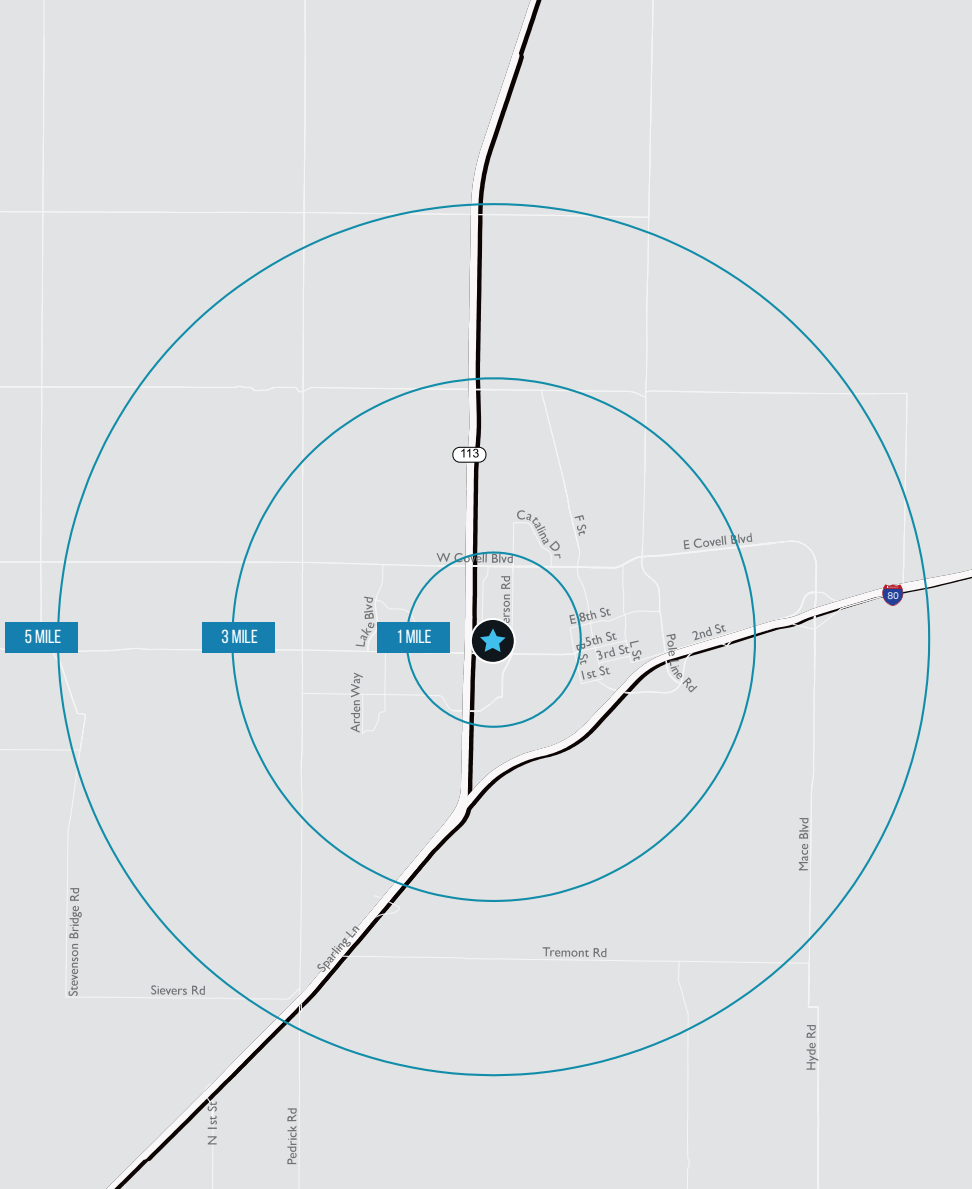 113
Catalina Dr
F St
W Covell Blvd
E Covell Blvd
80
erson Rd
Lake Blvd
E 8th St
5 MILE
3 MILE
1 MILE
5th St
B St
3rd St
L St
2nd St
1st St
Pole Line Rd
Arden Way
Mace Blvd
Stevenson Bridge Rd
Sparling Ln
Tremont Rd
Sievers Rd
Hyde Rd
N 1st St
Pedrick Rd